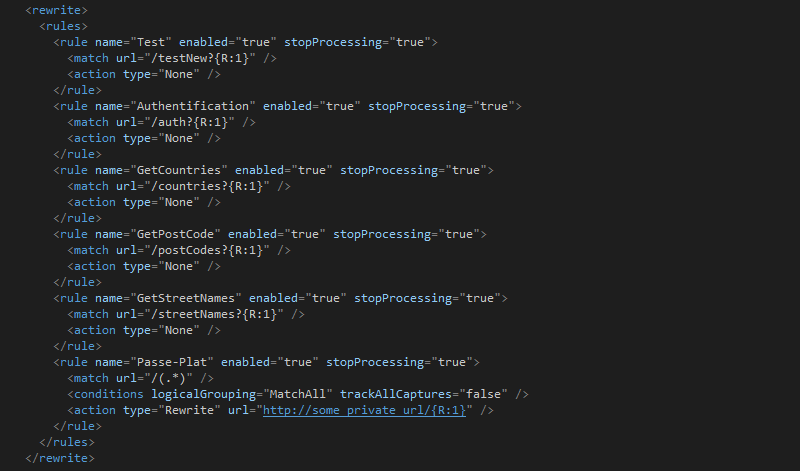 <rewrite>
<rules>
<rule name="Test" enabled="true" stopProcessing="true">
<match url="/testNew?{R:1}" />
<action type="None" />
</rule>
<rule name="Authentification" enabled="true" stopProcessing="true">
<match url="/auth?{R:1}" />
<action type="None" />
</rule>
<rule name="GetCountries" enabled="true" stopProcessing="true">
<match url="/countries?{R:1}" />
<action type="None" />
</rule>
<rule name="GetPostCode" enabled="true" stopProcessing="true">
<match url="/postCodes?{R:1}" />
<action type="None" />
</rule>
<rule name="GetStreetNames" enabled="true" stopProcessing="true">
<match url="/streetNames?{R:1}" />
<action type="None" />
</rule>
<rule name="Passe-Plat" enabled="true" stopProcessing="true">
<match url="/(.*)" />
<conditions logicalGrouping="MatchAll" trackAllCaptures="false" />
<action type="Rewrite" url="http://some private url/{R:1}" />
</rule>
</rules>
</rewrite>